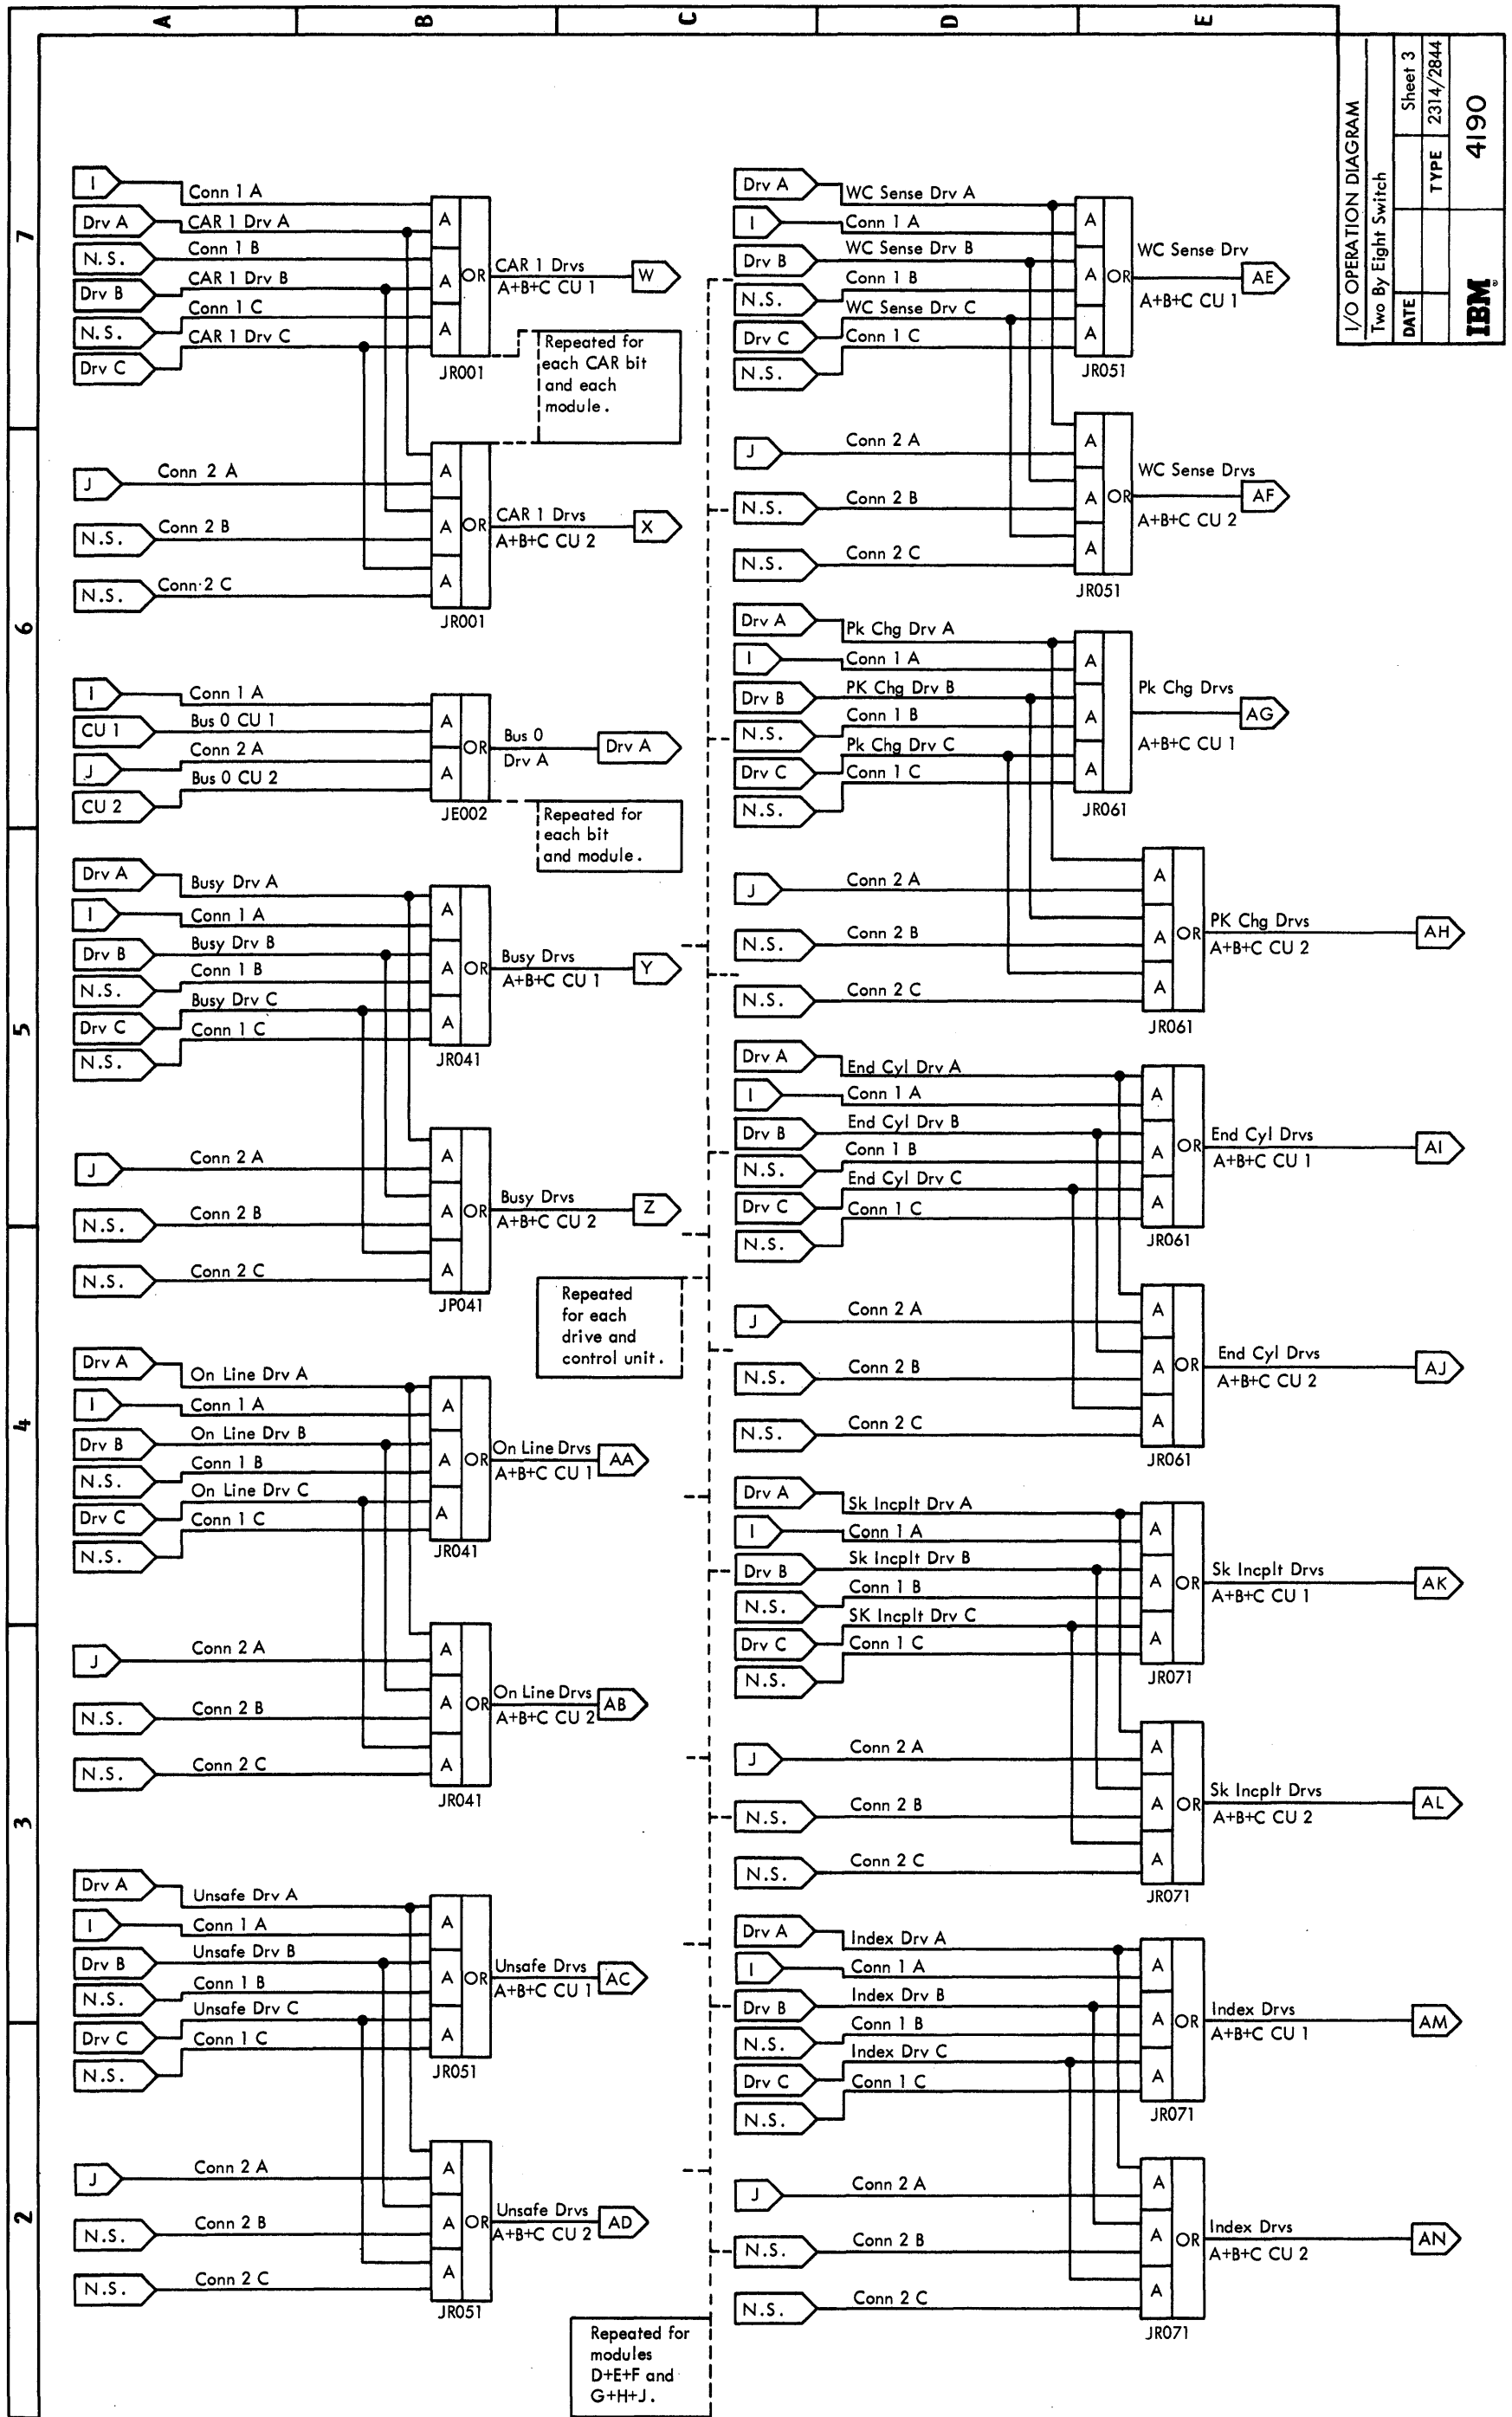 A
B
C
D
E
7
6
5
4
3
2
I/O OPERATION DIAGRAM
Two By Eight Switch
DATE
Sheet 3
TYPE
2314/2844
IBM®
4190
I
Conn 1 A
Drv A
CAR 1 Drv A
N.S.
Conn 1 B
Drv B
CAR 1 Drv B
N.S.
Conn 1 C
Drv C
CAR 1 Drv C
A
A
A
OR
CAR 1 Drvs
A+B+C CU 1
W
JR001
Repeated for
each CAR bit
and each
module.
J
Conn 2 A
N.S.
Conn 2 B
N.S.
Conn 2 C
A
A
A
OR
CAR 1 Drvs
A+B+C CU 2
X
JR001
I
Conn 1 A
CU 1
Bus 0 CU 1
J
Conn 2 A
CU 2
Bus 0 CU 2
A
A
OR
Bus 0
Drv A
Drv A
JE002
Repeated for
each bit
and module.
Drv A
Busy Drv A
I
Conn 1 A
Drv B
Busy Drv B
N.S.
Conn 1 B
Drv C
Busy Drv C
N.S.
Conn 1 C
A
A
A
OR
Busy Drvs
A+B+C CU 1
Y
JR041
J
Conn 2 A
N.S.
Conn 2 B
N.S.
Conn 2 C
A
A
A
OR
Busy Drvs
A+B+C CU 2
Z
JP041
Repeated
for each
drive and
control unit.
Drv A
On Line Drv A
I
Conn 1 A
Drv B
On Line Drv B
N.S.
Conn 1 B
Drv C
On Line Drv C
N.S.
Conn 1 C
A
A
A
OR
On Line Drvs
A+B+C CU 1
AA
JR041
J
Conn 2 A
N.S.
Conn 2 B
N.S.
Conn 2 C
A
A
A
OR
On Line Drvs
A+B+C CU 2
AB
JR041
Drv A
Unsafe Drv A
I
Conn 1 A
Drv B
Unsafe Drv B
N.S.
Conn 1 B
Drv C
Unsafe Drv C
N.S.
Conn 1 C
A
A
A
OR
Unsafe Drvs
A+B+C CU 1
AC
JR051
J
Conn 2 A
N.S.
Conn 2 B
N.S.
Conn 2 C
A
A
A
OR
Unsafe Drvs
A+B+C CU 2
AD
JR051
Repeated for
modules
D+E+F and
G+H+J.
Drv A
WC Sense Drv A
I
Conn 1 A
Drv B
WC Sense Drv B
N.S.
Conn 1 B
Drv C
WC Sense Drv C
N.S.
Conn 1 C
A
A
A
OR
WC Sense Drv
A+B+C CU 1
AE
JR051
J
Conn 2 A
N.S.
Conn 2 B
N.S.
Conn 2 C
A
A
A
OR
WC Sense Drvs
A+B+C CU 2
AF
JR051
Drv A
Pk Chg Drv A
I
Conn 1 A
Drv B
PK Chg Drv B
N.S.
Conn 1 B
Drv C
Pk Chg Drv C
N.S.
Conn 1 C
A
A
A
Pk Chg Drvs
A+B+C CU 1
AG
JR061
J
Conn 2 A
N.S.
Conn 2 B
N.S.
Conn 2 C
A
A
A
OR
PK Chg Drvs
A+B+C CU 2
AH
JR061
Drv A
End Cyl Drv A
I
Conn 1 A
Drv B
End Cyl Drv B
N.S.
Conn 1 B
Drv C
End Cyl Drv C
N.S.
Conn 1 C
A
A
A
OR
End Cyl Drvs
A+B+C CU 1
AI
JR061
J
Conn 2 A
N.S.
Conn 2 B
N.S.
Conn 2 C
A
A
A
OR
End Cyl Drvs
A+B+C CU 2
AJ
JR061
Drv A
Sk Incplt Drv A
I
Conn 1 A
Drv B
Sk Incplt Drv B
N.S.
Conn 1 B
Drv C
SK Incplt Drv C
N.S.
Conn 1 C
A
A
A
OR
Sk Incplt Drvs
A+B+C CU 1
AK
JR071
J
Conn 2 A
N.S.
Conn 2 B
N.S.
Conn 2 C
A
A
A
OR
Sk Incplt Drvs
A+B+C CU 2
AL
JR071
Drv A
Index Drv A
I
Conn 1 A
Drv B
Index Drv B
N.S.
Conn 1 B
Drv C
Index Drv C
N.S.
Conn 1 C
A
A
A
OR
Index Drvs
A+B+C CU 1
AM
JR071
J
Conn 2 A
N.S.
Conn 2 B
N.S.
Conn 2 C
A
A
A
OR
Index Drvs
A+B+C CU 2
AN
JR071